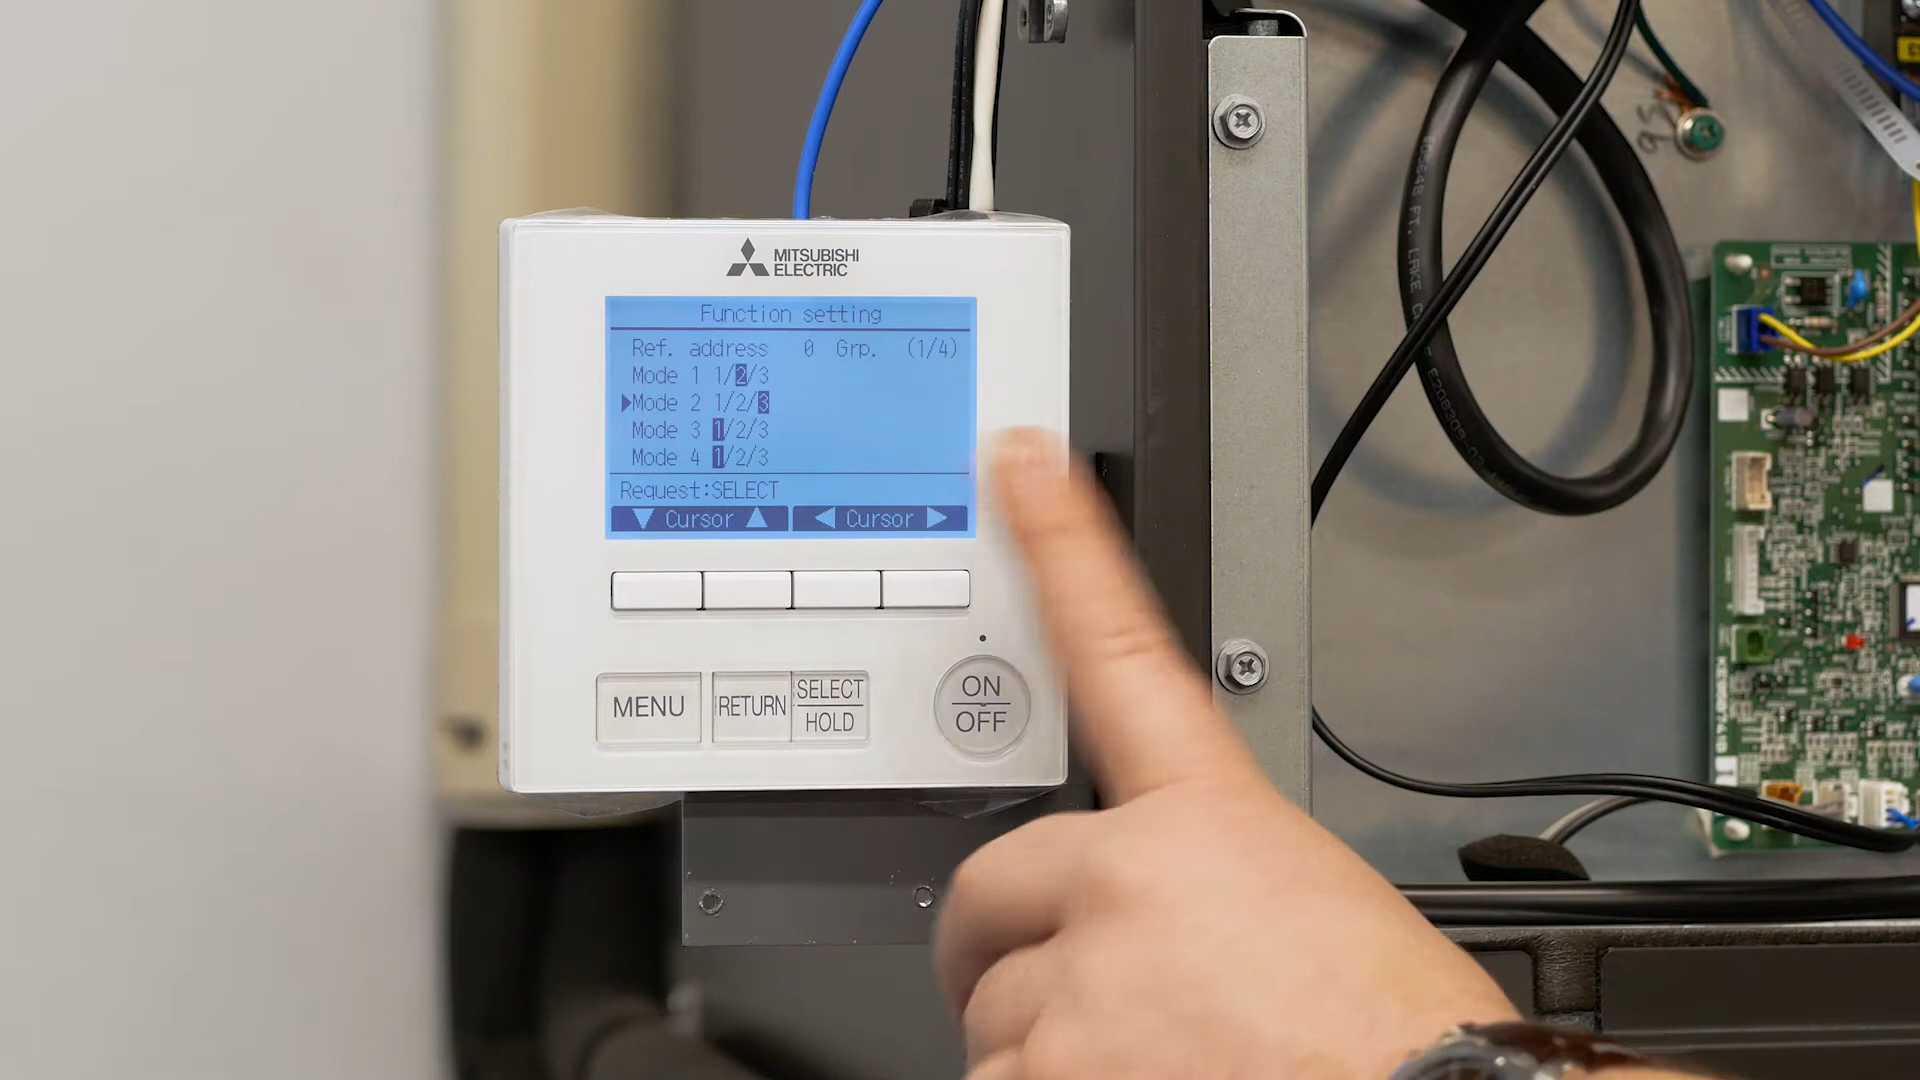 MITSUBISHI
ELECTRIC
Function setting
Ref. address 0 Grp. (1/4)
Mode 1 1/2/3
▶Mode 2 1/2/3
Mode 3 1/2/3
Mode 4 1/2/3
Request:SELECT
▼ Cursor ▲ ◀ Cursor ▶
MENU
RETURN
SELECT
HOLD
ON
OFF